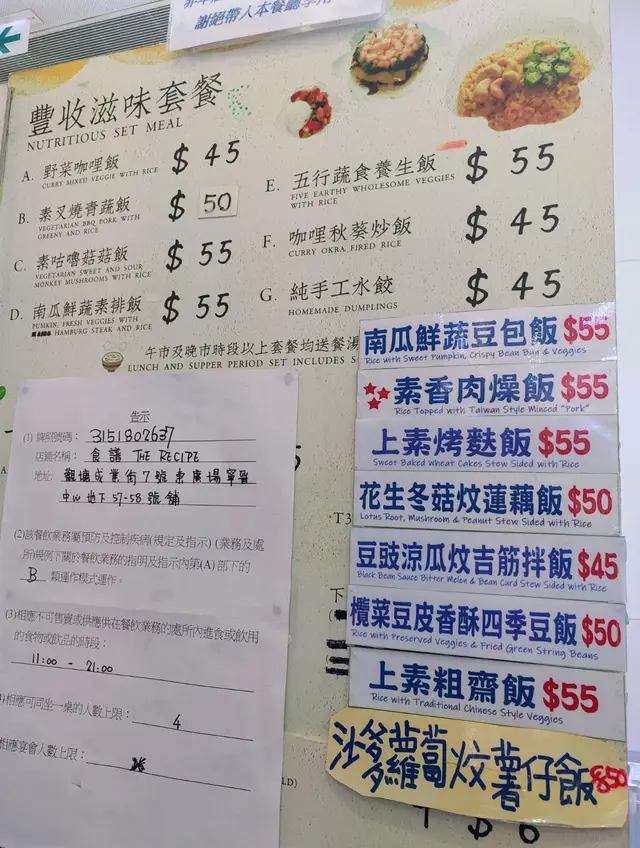 謝絕帶入本餐廳享用
豐收滋味套餐
NUTRITIOUS SET MEAL
A. 野菜咖哩飯 $45
CURRY MIXED VEGGIE WITH RICE
B. 素叉燒青蔬飯 $50
VEGETARIAN BBQ PORK WITH
GREENY AND RICE
C. 素咕嚕菇菇飯 $55
VEGETARIAN SWEET AND SOUR
MONKEY MUSHROOMS WITH RICE
D. 南瓜鮮蔬素排飯 $55
PUMKIN, FRESH VEGGIES WITH
HAMBURG STEAK AND RICE
E. 五行蔬食養生飯 $55
FIVE EARTHY WHOLESOME VEGGIES
WITH RICE
F. 咖哩秋葵炒飯 $45
CURRY OKRA FIRED RICE
G. 純手工水餃 $45
HOMEMADE DUMPLINGS
午市及晚市時段以上套餐均送餐湯
LUNCH AND SUPPER PERIOD SET INCLUDES S
南瓜鮮蔬豆包飯 $55
Rice with Sweet Pumpkin, Crispy Bean Bun & Veggies
素香肉燥飯 $55
Rice Topped with Taiwan Style Minced "Pork"
上素烤麩飯 $55
Sweet Baked Wheat Cakes Stew Sided with Rice
花生冬菇炆蓮藕飯 $50
Lotus Root, Mushroom & Peanut Stew Sided with Rice
豆豉涼瓜炆吉筋拌飯 $45
Black Bean Sauce Bitter Melon & Bean Curd Stew Sided with Rice
欖菜豆皮香酥四季豆飯 $50
Rice with Preserved Veggies & Fried Green String Beans
上素粗齋飯 $55
Rice with Traditional Chinese Style Veggies
沙爹蘿蔔炆薯仔飯 $50
告示
(1) 牌照號碼： 3151802637
店舖名稱： 食議 THE RECIPE
地址： 觀塘成業街7號東廣場寧晉
中心地下57-58號舖
(2)該餐飲業務屬預防及控制疾病(規定及指示) (業務及處
所)規例下關於餐飲業務的指明及指示內第(A) 部下的
B 類運作模式運作。
(3)相應不可售賣或供應供在餐飲業務的處所內進食或飲用
的食物或飲品的時段：
11:00 - 21:00
相應可同坐一桌的人數上限： 4
相應宴會人數上限：
T3
下
LD)
$ 6